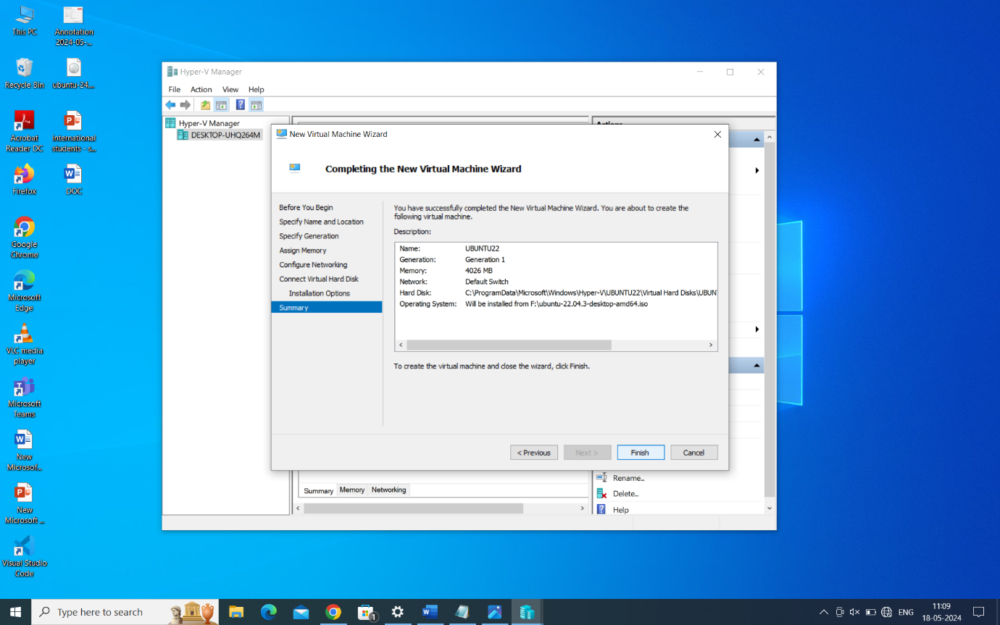 This PC
Annotation
2024-05-...
Recycle Bin
ubuntu-24....
Acrobat
Reader DC
international
students - s...
Firefox
DOC
Google
Chrome
Microsoft
Edge
VLC media
player
Microsoft
Teams
New
Microsof...
New
Microsoft ...
Visual Studio
Code
Hyper-V Manager
File Action View Help
Hyper-V Manager
DESKTOP-UHQ264M
Actions
New Virtual Machine Wizard
Completing the New Virtual Machine Wizard
Before You Begin
Specify Name and Location
Specify Generation
Assign Memory
Configure Networking
Connect Virtual Hard Disk
Installation Options
Summary
You have successfully completed the New Virtual Machine Wizard. You are about to create the
following virtual machine.
Description:
Name: UBUNTU22
Generation: Generation 1
Memory: 4026 MB
Network: Default Switch
Hard Disk: C:\ProgramData\Microsoft\Windows\Hyper-V\UBUNTU22\Virtual Hard Disks\UBUN
Operating System: Will be installed from F:\ubuntu-22.04.3-desktop-amd64.iso
To create the virtual machine and close the wizard, click Finish.
< Previous Next > Finish Cancel
Summary Memory Networking
Rename...
Delete...
Help
Type here to search
1
ENG
11:09
18-05-2024